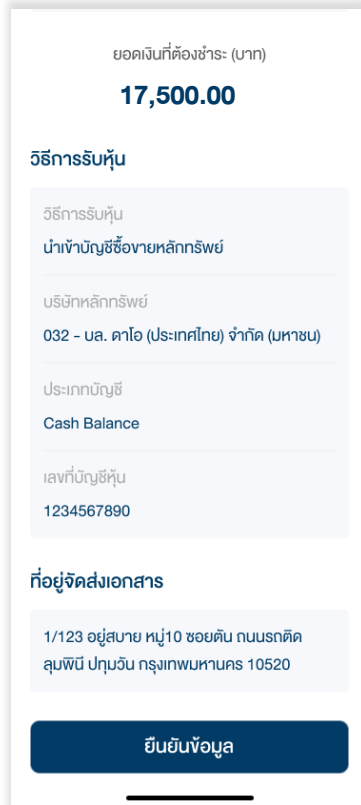 ยอดเงินที่ต้องชำระ (บาท)
17,500.00
วิธีการรับหุ้น
วิธีการรับหุ้น
นำเข้าบัญชีซื้อขายหลักทรัพย์
บริษัทหลักทรัพย์
032 - บล. ดาโอ (ประเทศไทย) จำกัด (มหาชน)
ประเภทบัญชี
Cash Balance
เลขที่บัญชีหุ้น
1234567890
ที่อยู่จัดส่งเอกสาร
1/123 อยู่สบาย หมู่10 ซอยตัน ถนนรถติด
ลุมพินี ปทุมวัน กรุงเทพมหานคร 10520
ยืนยันข้อมูล